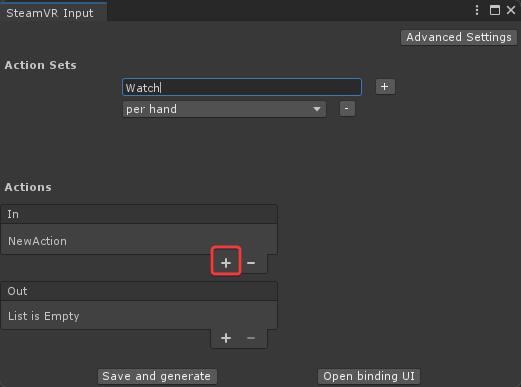 SteamVR Input
Advanced Settings
Action Sets
Watch
+
per hand
-
Actions
In
NewAction
+ -
Out
List is Empty
+ -
Save and generate
Open binding UI